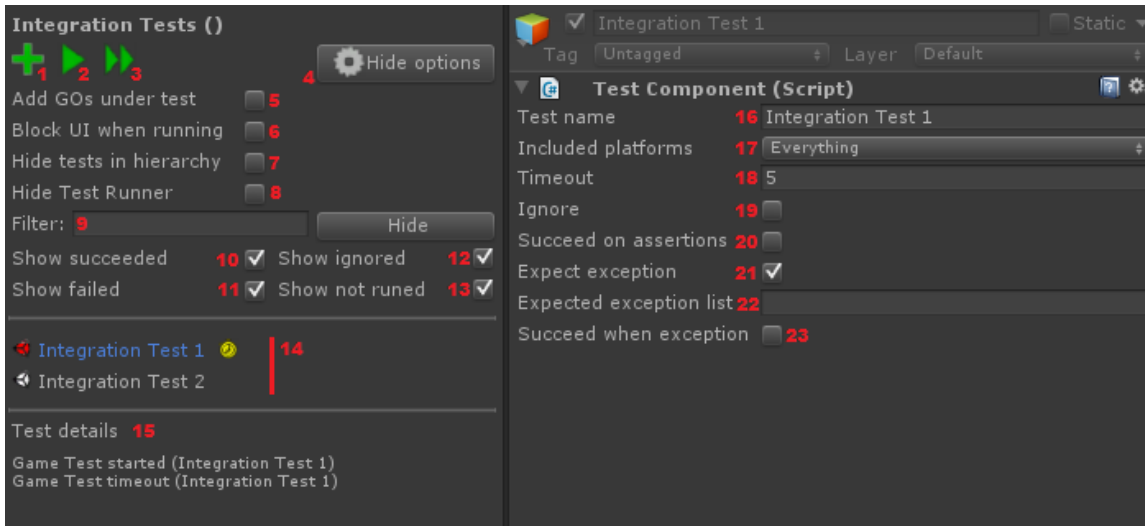 Integration Tests ()
1 2 3
4 Hide options
Add GOs under test 5
Block UI when running 6
Hide tests in hierarchy 7
Hide Test Runner 8
Filter: 9 Hide
Show succeeded 10 Show ignored 12
Show failed 11 Show not runed 13
Integration Test 1 14
Integration Test 2
Test details 15
Game Test started (Integration Test 1)
Game Test timeout (Integration Test 1)
Integration Test 1 Static
Tag Untagged Layer Default
Test Component (Script)
Test name 16 Integration Test 1
Included platforms 17 Everything
Timeout 18 5
Ignore 19
Succeed on assertions 20
Expect exception 21
Expected exception list 22
Succeed when exception 23